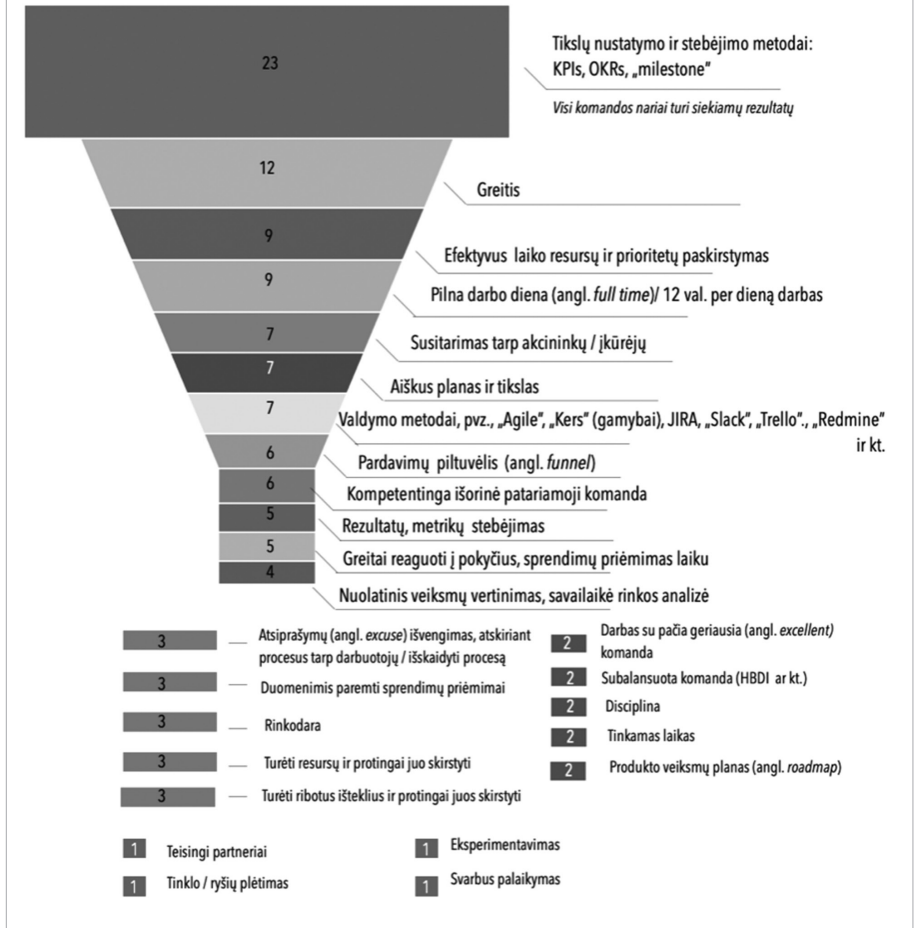 23
Tikslų nustatymo ir stebėjimo metodai:
KPIs, OKRs, „milestone"
Visi komandos nariai turi siekiamų rezultatų
12
Greitis
9
Efektyvus laiko resursų ir prioritetų paskirstymas
9
Pilna darbo diena (angl. full time)/ 12 val. per dieną darbas
7
Susitarimas tarp akcininkų / įkūrėjų
7
Aiškus planas ir tikslas
7
Valdymo metodai, pvz., „Agile", „Kers" (gamybai), JIRA, „Slack", „Trello"., „Redmine"
ir kt.
6
Pardavimų piltuvėlis (angl. funnel)
6
Kompetentinga išorinė patariamoji komanda
5
Rezultatų, metrikų stebėjimas
5
Greitai reaguoti į pokyčius, sprendimų priėmimas laiku
4
Nuolatinis veiksmų vertinimas, savailaikė rinkos analizė
3
Atsiprašymų (angl. excuse) išvengimas, atskiriant
procesus tarp darbuotojų / išskaidyti procesą
3
Duomenimis paremti sprendimų priėmimai
3
Rinkodara
3
Turėti resursų ir protingai juo skirstyti
3
Turėti ribotus išteklius ir protingai juos skirstyti
2
Darbas su pačia geriausia (angl. excellent)
komanda
2
Subalansuota komanda (HBDI ar kt.)
2
Disciplina
2
Tinkamas laikas
2
Produkto veiksmų planas (angl. roadmap)
1
Teisingi partneriai
1
Tinklo / ryšių plėtimas
1
Eksperimentavimas
1
Svarbus palaikymas